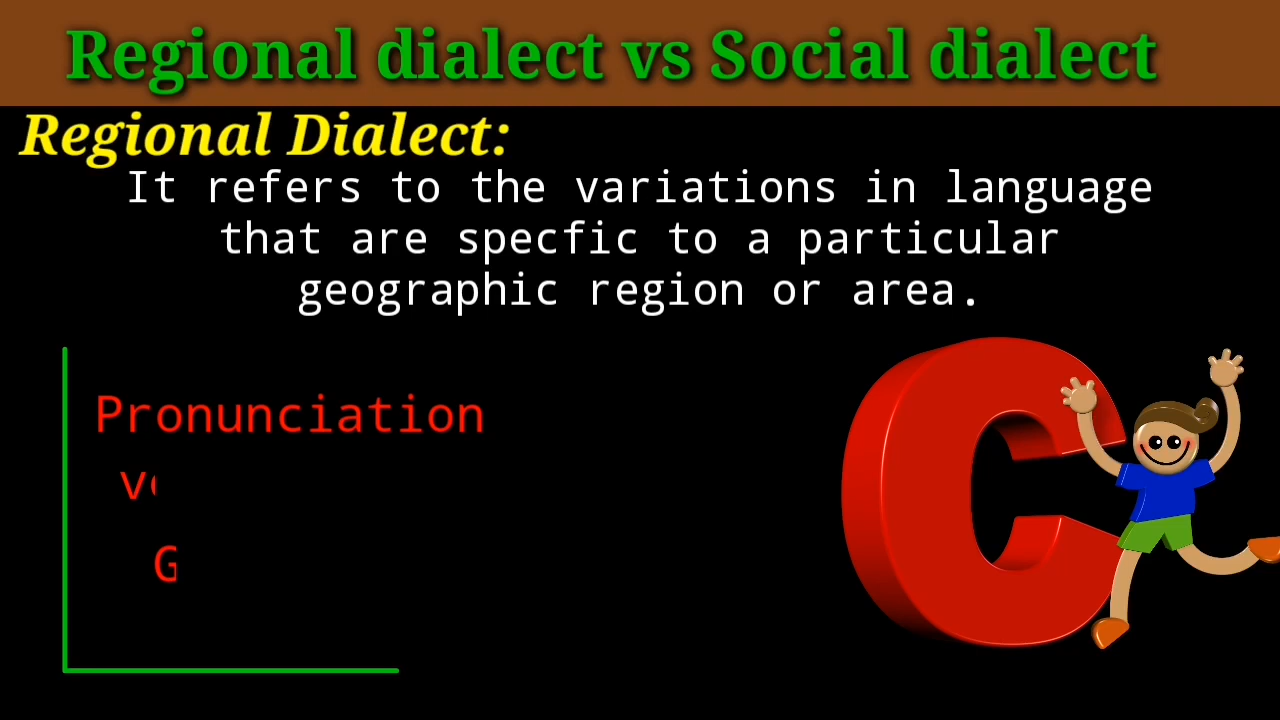 Regional dialect vs Social dialect
Regional Dialect:
It refers to the variations in language
that are specfic to a particular
geographic region or area.
Pronunciation
G
C